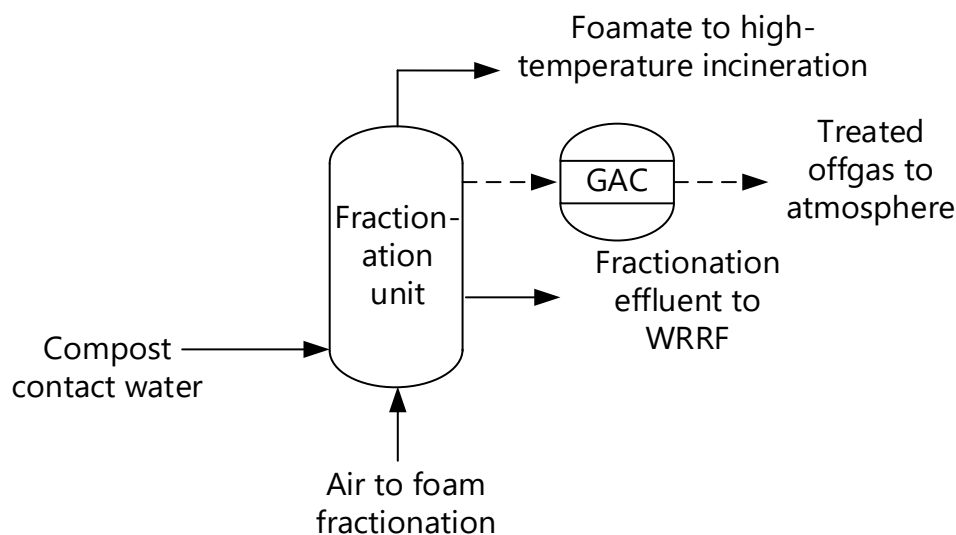 Foamate to high-
temperature incineration
Treated
offgas to
atmosphere
GAC
Fraction-
ation
unit
Fractionation
effluent to
WRRF
Compost
contact water
Air to foam
fractionation